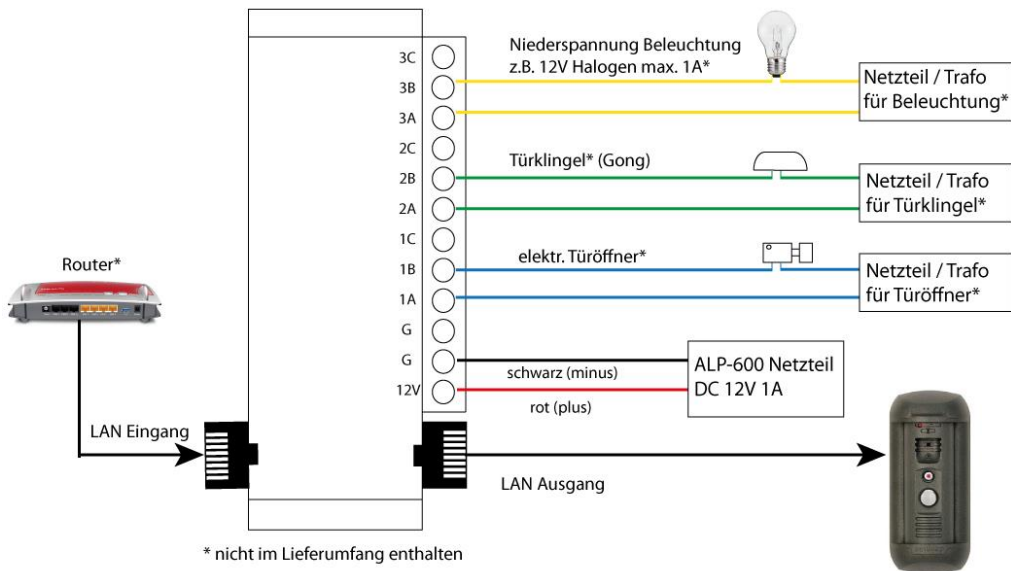 3C
3B
3A
2C
2B
2A
1C
1B
1A
G
G
12V
Niederspannung Beleuchtung
z.B. 12V Halogen max. 1A*
Netzteil / Trafo
für Beleuchtung*
Türklingel* (Gong)
Netzteil / Trafo
für Türklingel*
elektr. Türöffner*
Netzteil / Trafo
für Türöffner*
schwarz (minus)
rot (plus)
ALP-600 Netzteil
DC 12V 1A
Router*
LAN Eingang
LAN Ausgang
* nicht im Lieferumfang enthalten